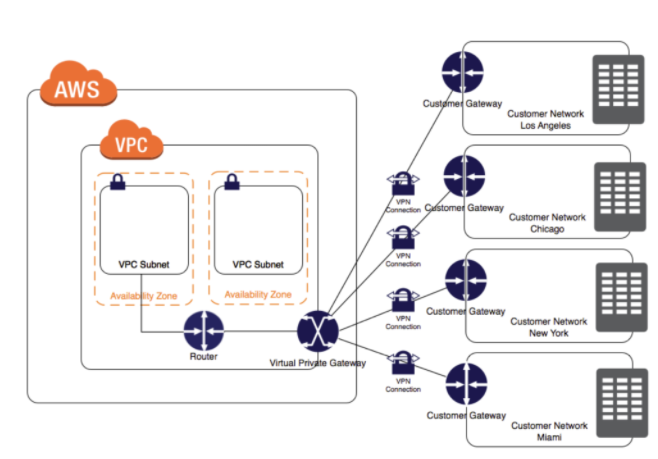 AWS
VPC
VPC Subnet
Availability Zone
VPC Subnet
Availability Zone
Router
Virtual Private Gateway
VPN
Connection
VPN
Connection
VPN
Connection
VPN
Connection
Customer Gateway
Customer Network
Los Angeles
Customer Gateway
Customer Network
Chicago
Customer Gateway
Customer Network
New York
Customer Gateway
Customer Network
Miami